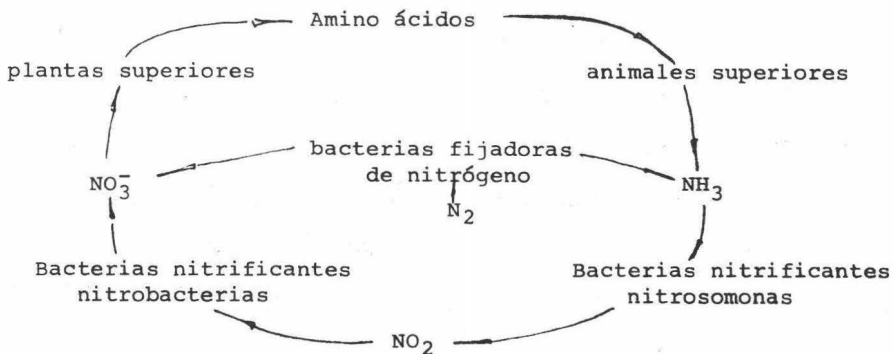 Amino ácidos
plantas superiores animales superiores
bacterias fijadoras
de nitrógeno
NO₃⁻ NH₃
N₂
Bacterias nitrificantes Bacterias nitrificantes
nitrobacterias nitrosomonas
NO₂